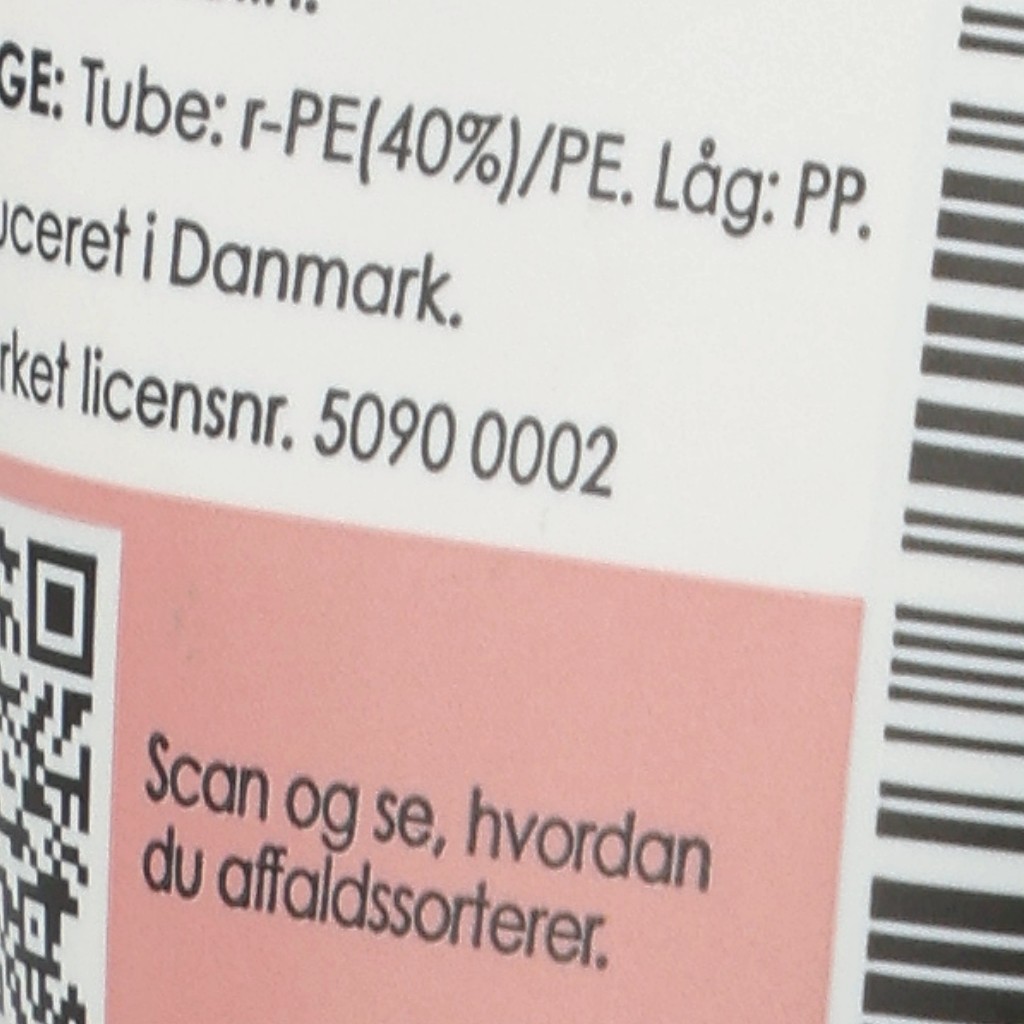 GE: Tube: r-PE(40%)/PE. Låg: PP.
uceret i Danmark.
rket licensnr. 5090 0002
Scan og se, hvordan
du affaldssorterer.